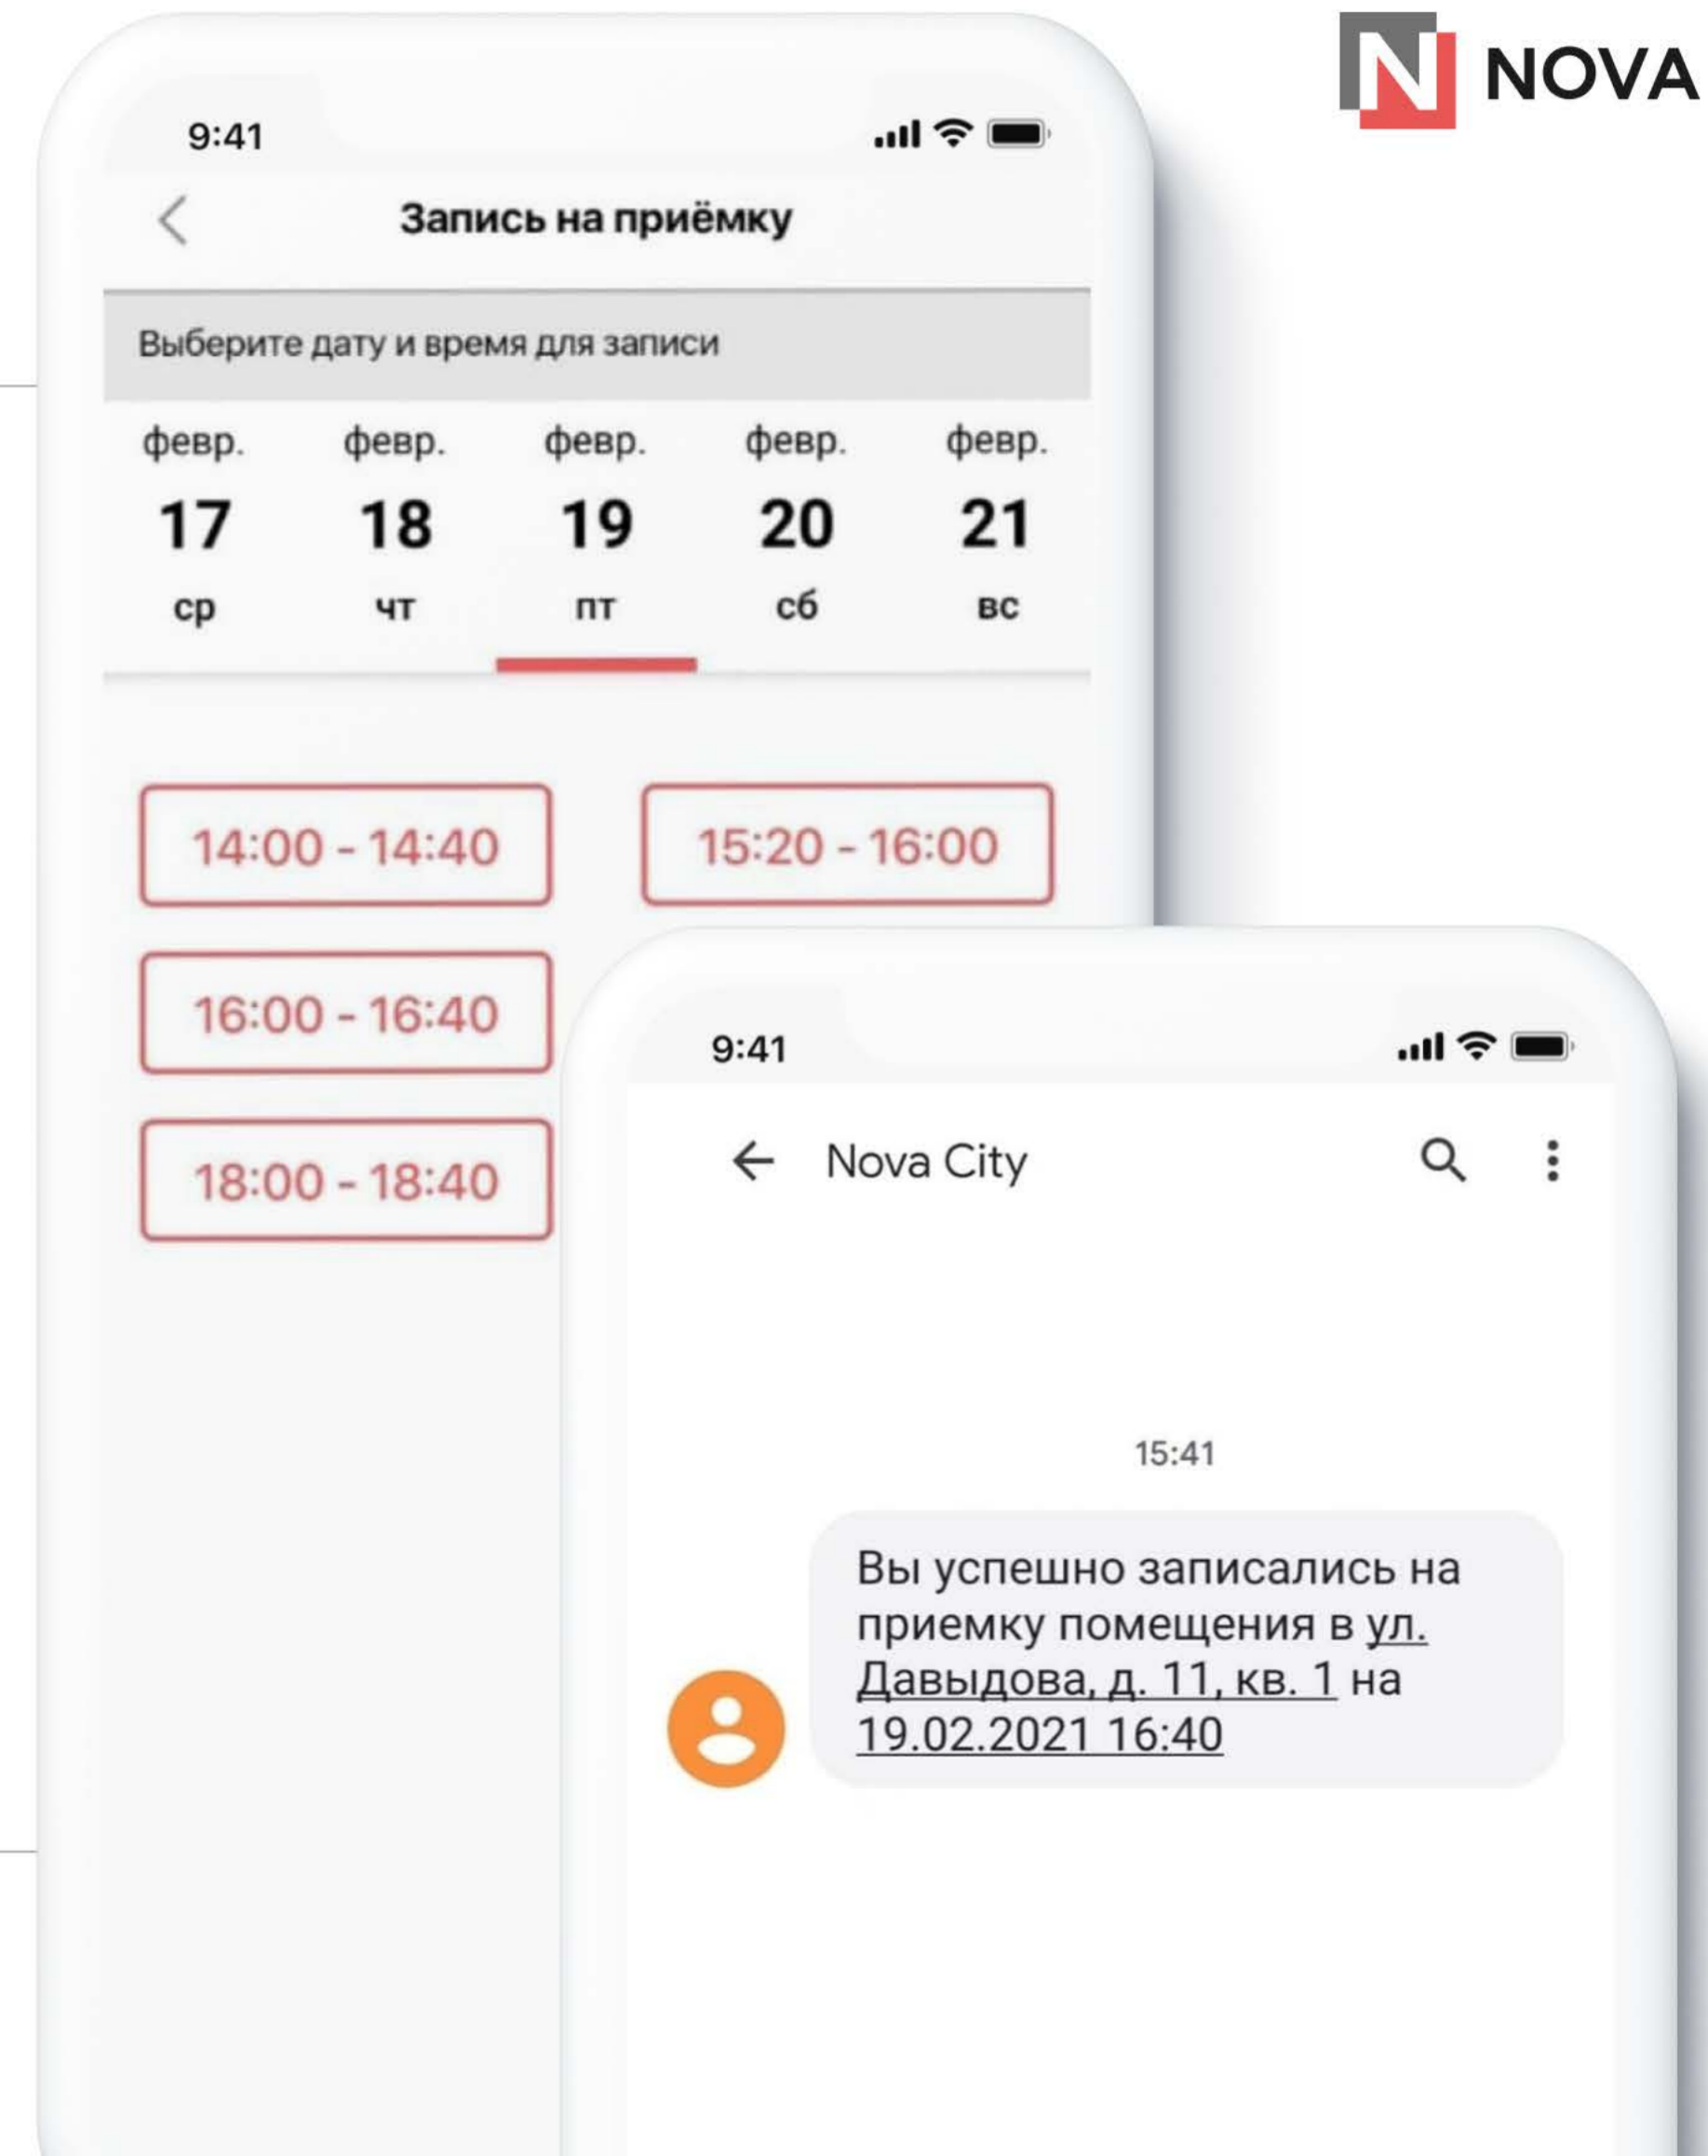 NOVA
9:41
Запись на приёмку
Выберите дату и время для записи
февр. февр. февр. февр. февр.
17 18 19 20 21
ср чт пт сб вс
14:00 - 14:40 15:20 - 16:00
16:00 - 16:40
18:00 - 18:40
9:41
Nova City
15:41
Вы успешно записались на
приемку помещения в ул.
Давыдова, д. 11, кв. 1 на
19.02.2021 16:40